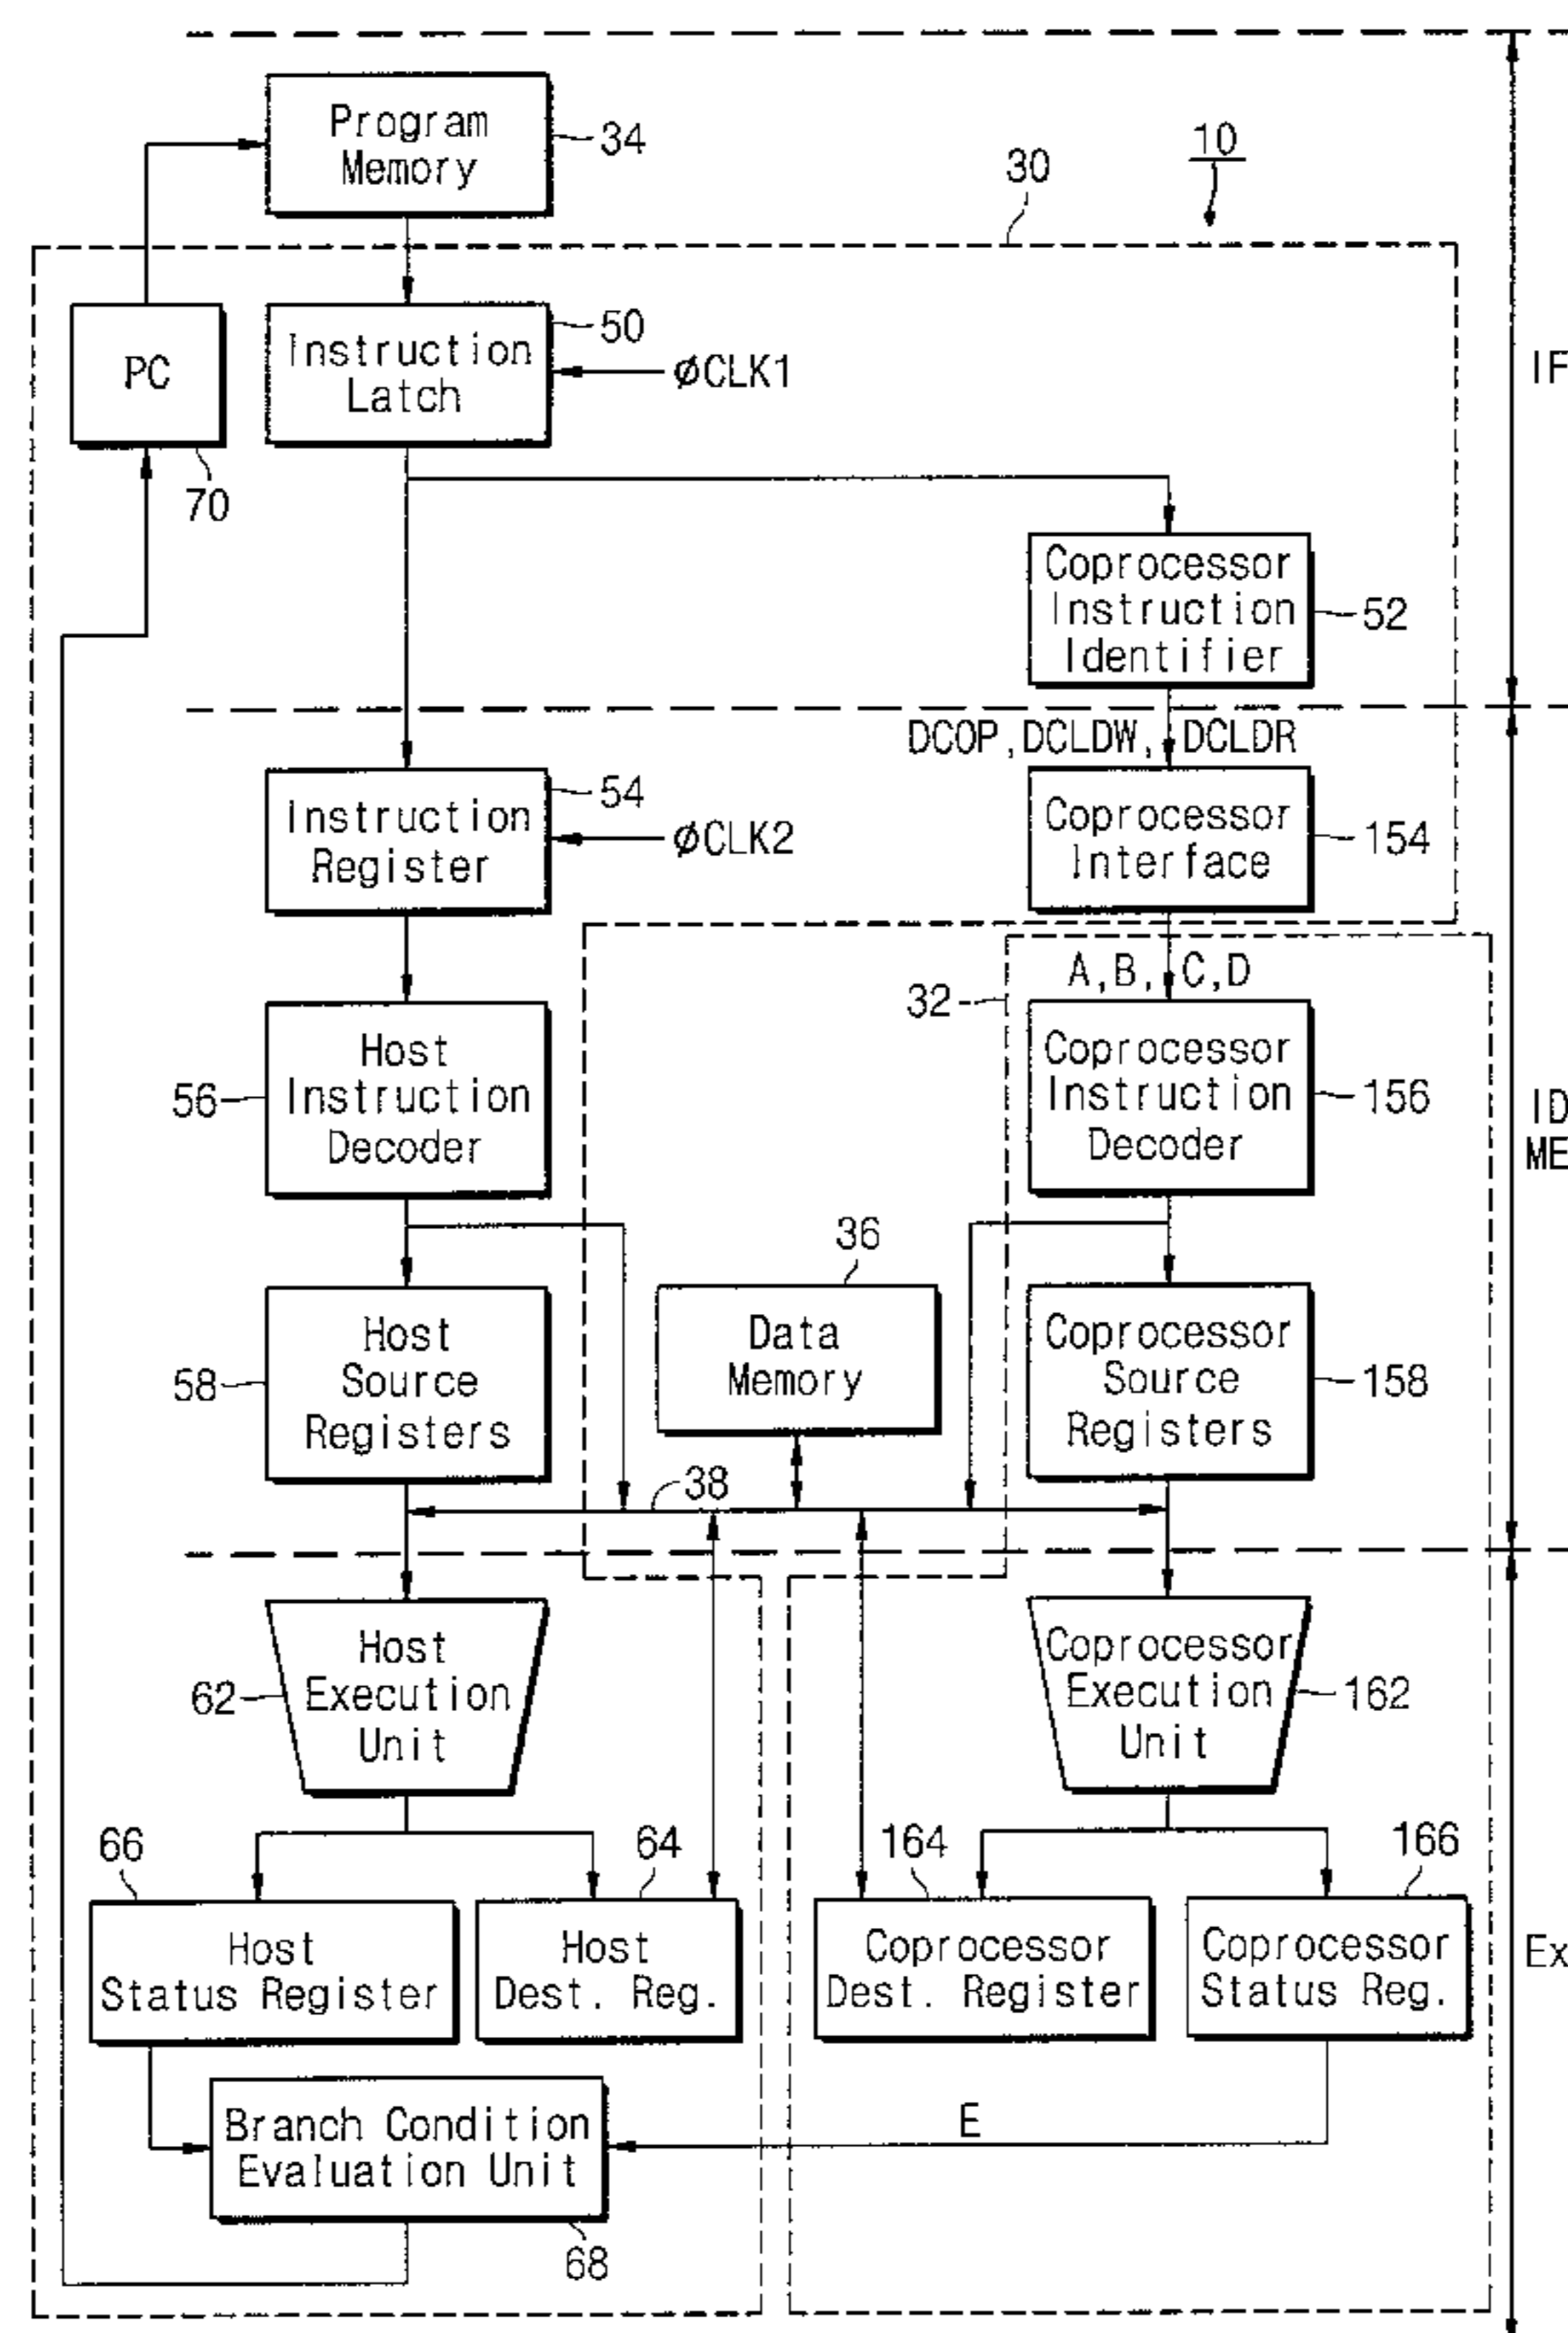 Program
Memory
34
10
30
PC
70
Instruction
Latch
50
øCLK1
IF
Coprocessor
Instruction
Identifier
52
DCOP,DCLDW, DCLDR
Instruction
Register
54
øCLK2
Coprocessor
Interface
154
A,B, C,D
32
Host
Instruction
Decoder
56
Coprocessor
Instruction
Decoder
156
ID
ME
36
Host
Source
Registers
58
Data
Memory
Coprocessor
Source
Registers
158
38
Host
Execution
Unit
62
Coprocessor
Execution
Unit
162
66
64
164
166
Host
Status Register
Host
Dest. Reg.
Coprocessor
Dest. Register
Coprocessor
Status Reg.
Ex
Branch Condition
Evaluation Unit
E
68